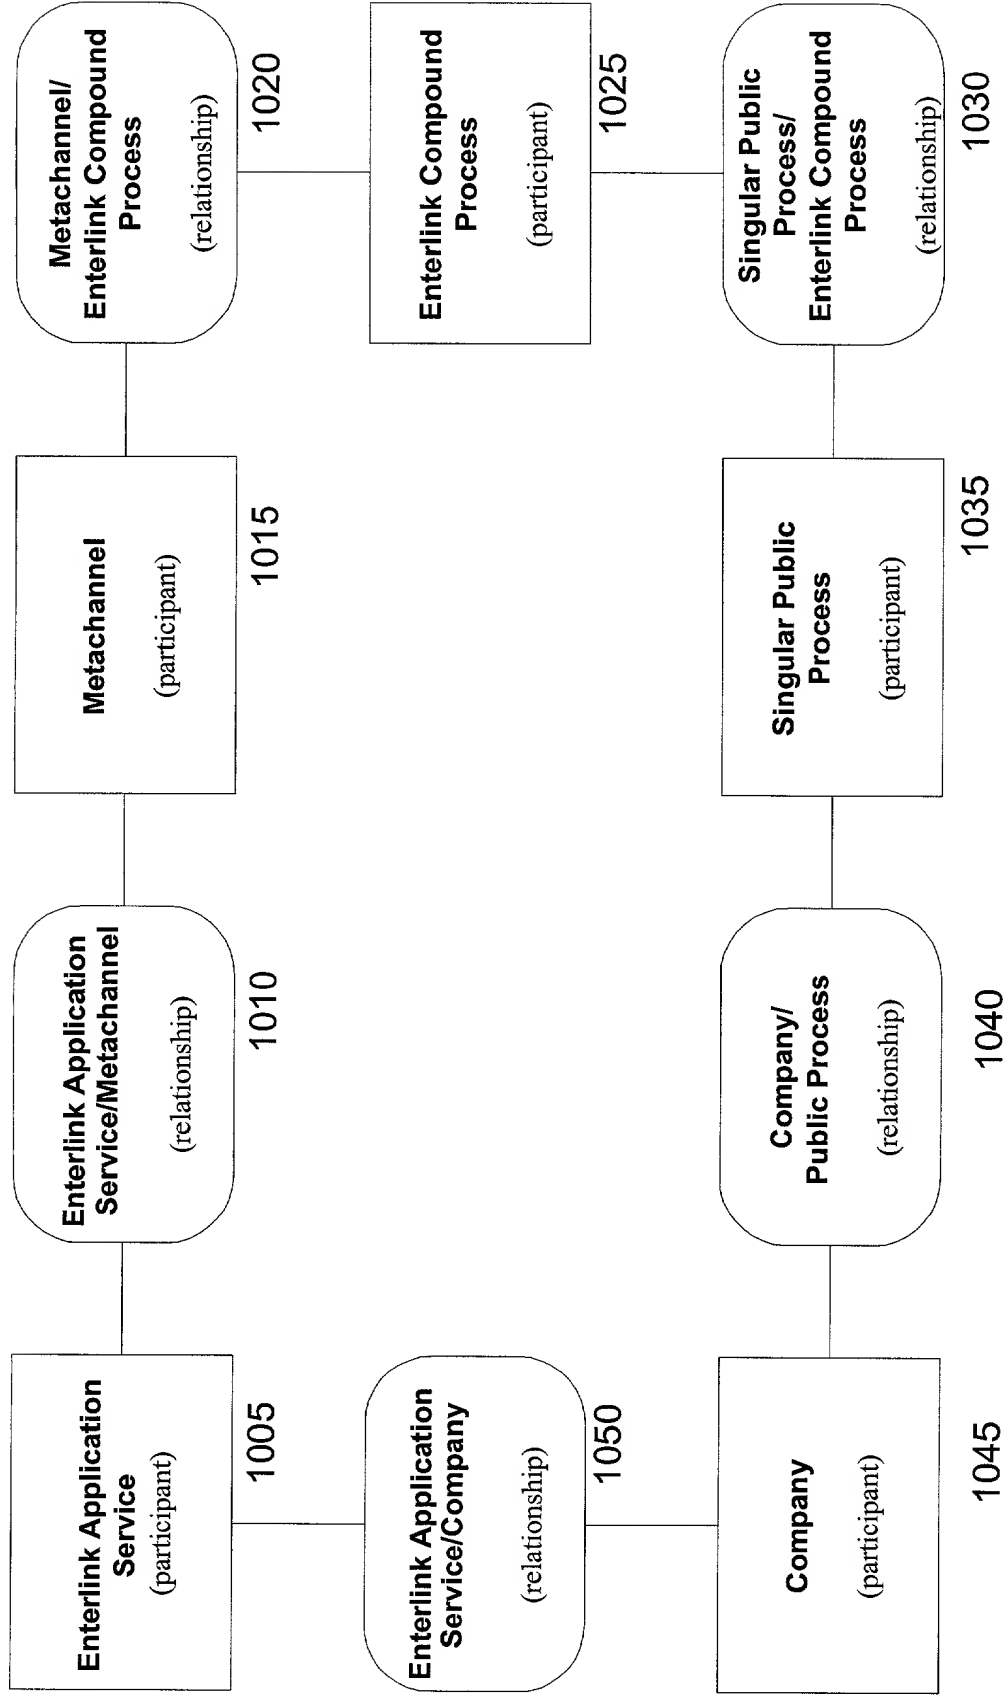 Enterlink Application
Service
(participant)
1005
Enterlink Application
Service/Metachannel
(relationship)
1010
Metachannel
(participant)
1015
Metachannel/
Enterlink Compound
Process
(relationship)
1020
Enterlink Application
Service/Company
(relationship)
1050
Enterlink Compound
Process
(participant)
1025
Company
(participant)
1045
Company/
Public Process
(relationship)
1040
Singular Public
Process
(participant)
1035
Singular Public
Process/
Enterlink Compound
Process
(relationship)
1030